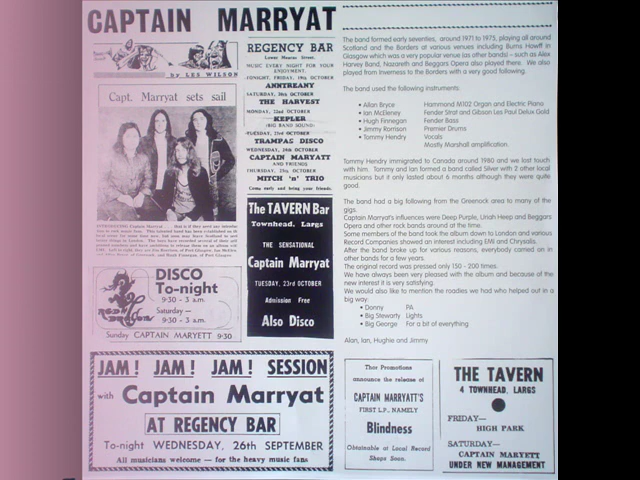 CAPTAIN MARRYAT
by LES WILSON
Capt. Marryat sets sail
DISCO
To-night
9:30 - 3 a.m.
Saturday —
9:30 - 3 a.m.
Sunday CAPTAIN MARYETT 9:30
REGENCY BAR
MUSIC EVERY NIGHT FOR YOUR
ENJOYMENT.
TONIGHT, FRIDAY, 19th OCTOBER
ANNTREANY
SATURDAY, 20th OCTOBER
THE HARVEST
MONDAY, 22nd OCTOBER
KEPLER
(BIG BAND SOUND)
TUESDAY, 23rd OCTOBER
TRAMPAS DISCO
WEDNESDAY, 24th OCTOBER
CAPTAIN MARYATT
AND FRIENDS
THURSDAY, 25th OCTOBER
MITCH 'n' TRIO
Come early and bring your friends.
The TAVERN Bar
Townhead, Largs
THE SENSATIONAL
Captain Marryat
TUESDAY, 23rd OCTOBER
Admission Free
Also Disco
JAM! JAM! JAM! SESSION
with Captain Marryat
AT REGENCY BAR
To-night WEDNESDAY, 26th SEPTEMBER
All musicians welcome — for the heavy music fans
The band formed early seventies, around 1971 to 1975, playing all around
Scotland and the Borders at various venues including Burns Howff in
Glasgow which was a very popular venue (as other bands) – such as Alex
Harvey Band, Nazareth and Beggars Opera also played there. We also
played from Inverness to the Borders with a very good following.
The band used the following instruments
• Allan Bryce Hammond M102 Organ and Electric Piano
• Ian McEleney Fender Strat and Gibson Les Paul Delux Gold
• Hugh Finnegan Fender Bass
• Jimmy Rorrison Premier Drums
• Tommy Hendry Vocals
Mostly Marshall amplification.
Tommy Hendry immigrated to Canada around 1980 and we lost touch
with him. Tommy and Ian formed a band called Silver with 2 other local
musicians but it only lasted about 6 months although they were quite
good.
The band had a big following from the Greenock area to many of the
gigs.
Captain Marryat's influences were Deep Purple, Uriah Heep and Beggars
Opera and other rock bands around at the time.
Some members of the band took the album down to London and various
Record Companies showed an interest including EMI and Chrysalis.
After the band broke up for various reasons, everybody carried on in
other bands for a few years.
The original record was pressed only 150 - 200 times.
We have always been very pleased with the album and because of the
new interest it is very satisfying.
We would also like to mention the roadies who had who helped out in a
big way.
• Donny PA
• Big Stewarty Lights
• Big George For a bit of everything
Alan, Ian, Hughie and Jimmy
Thor Promotions
announce the release of
CAPTAIN MARRYATT'S
FIRST L.P. NAMELY
Blindness
Obtainable at Local Record
Shops Soon.
THE TAVERN
4 TOWNHEAD, LARGS
FRIDAY—
HIGH PARK
SATURDAY—
CAPTAIN MARYETT
UNDER NEW MANAGEMENT